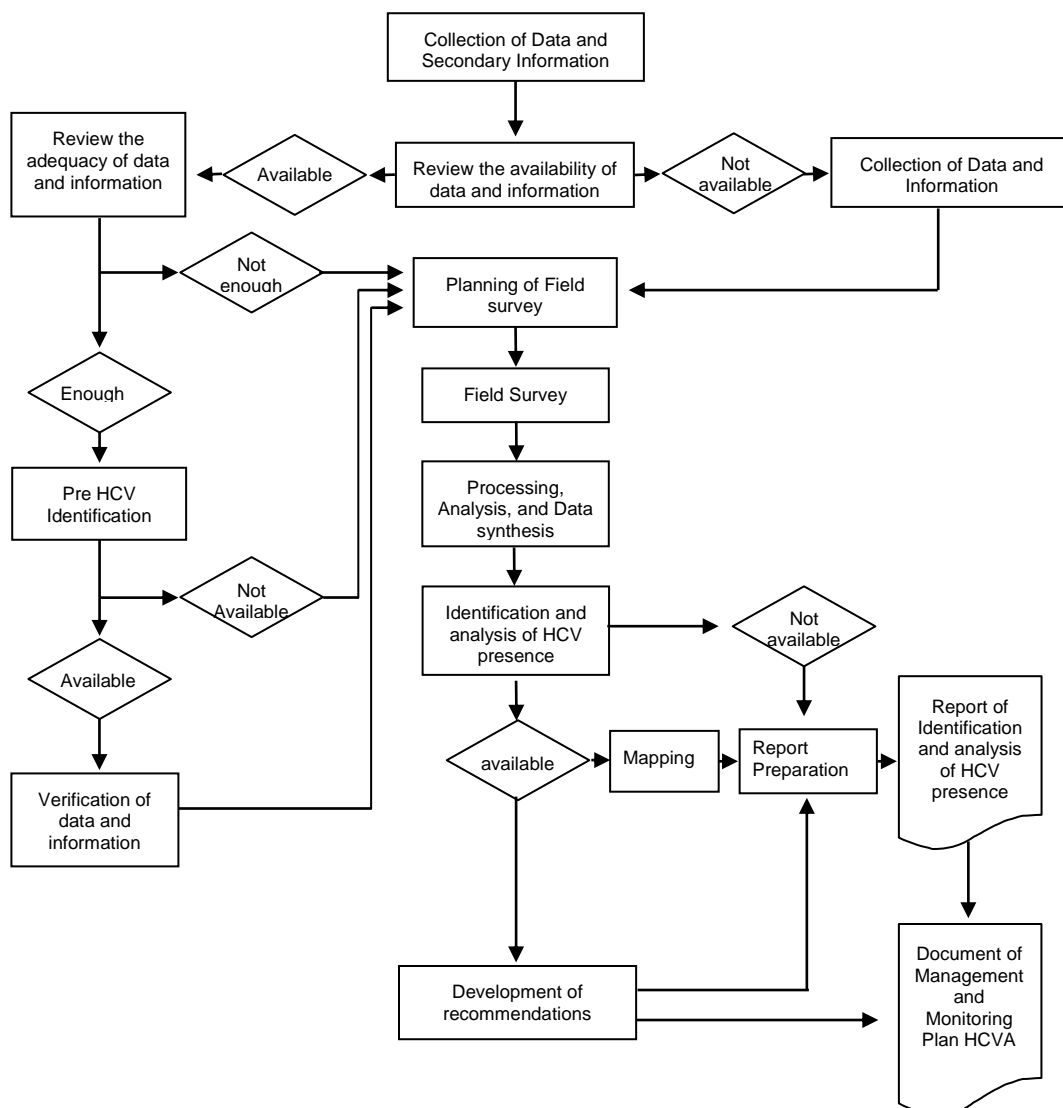 Collection of Data and
Secondary Information
Review the
adequacy of data
and information
Available
Review the availability of
data and information
Not
available
Collection of Data and
Information
Not
enough
Planning of Field
survey
Enough
Field Survey
Pre HCV
Identification
Processing,
Analysis, and Data
synthesis
Not
Available
Identification and
analysis of HCV
presence
Not
available
Available
available
Mapping
Report
Preparation
Report of
Identification
and analysis
of HCV
presence
Verification of
data and
information
Development of
recommendations
Document of
Management
and
Monitoring
Plan HCVA